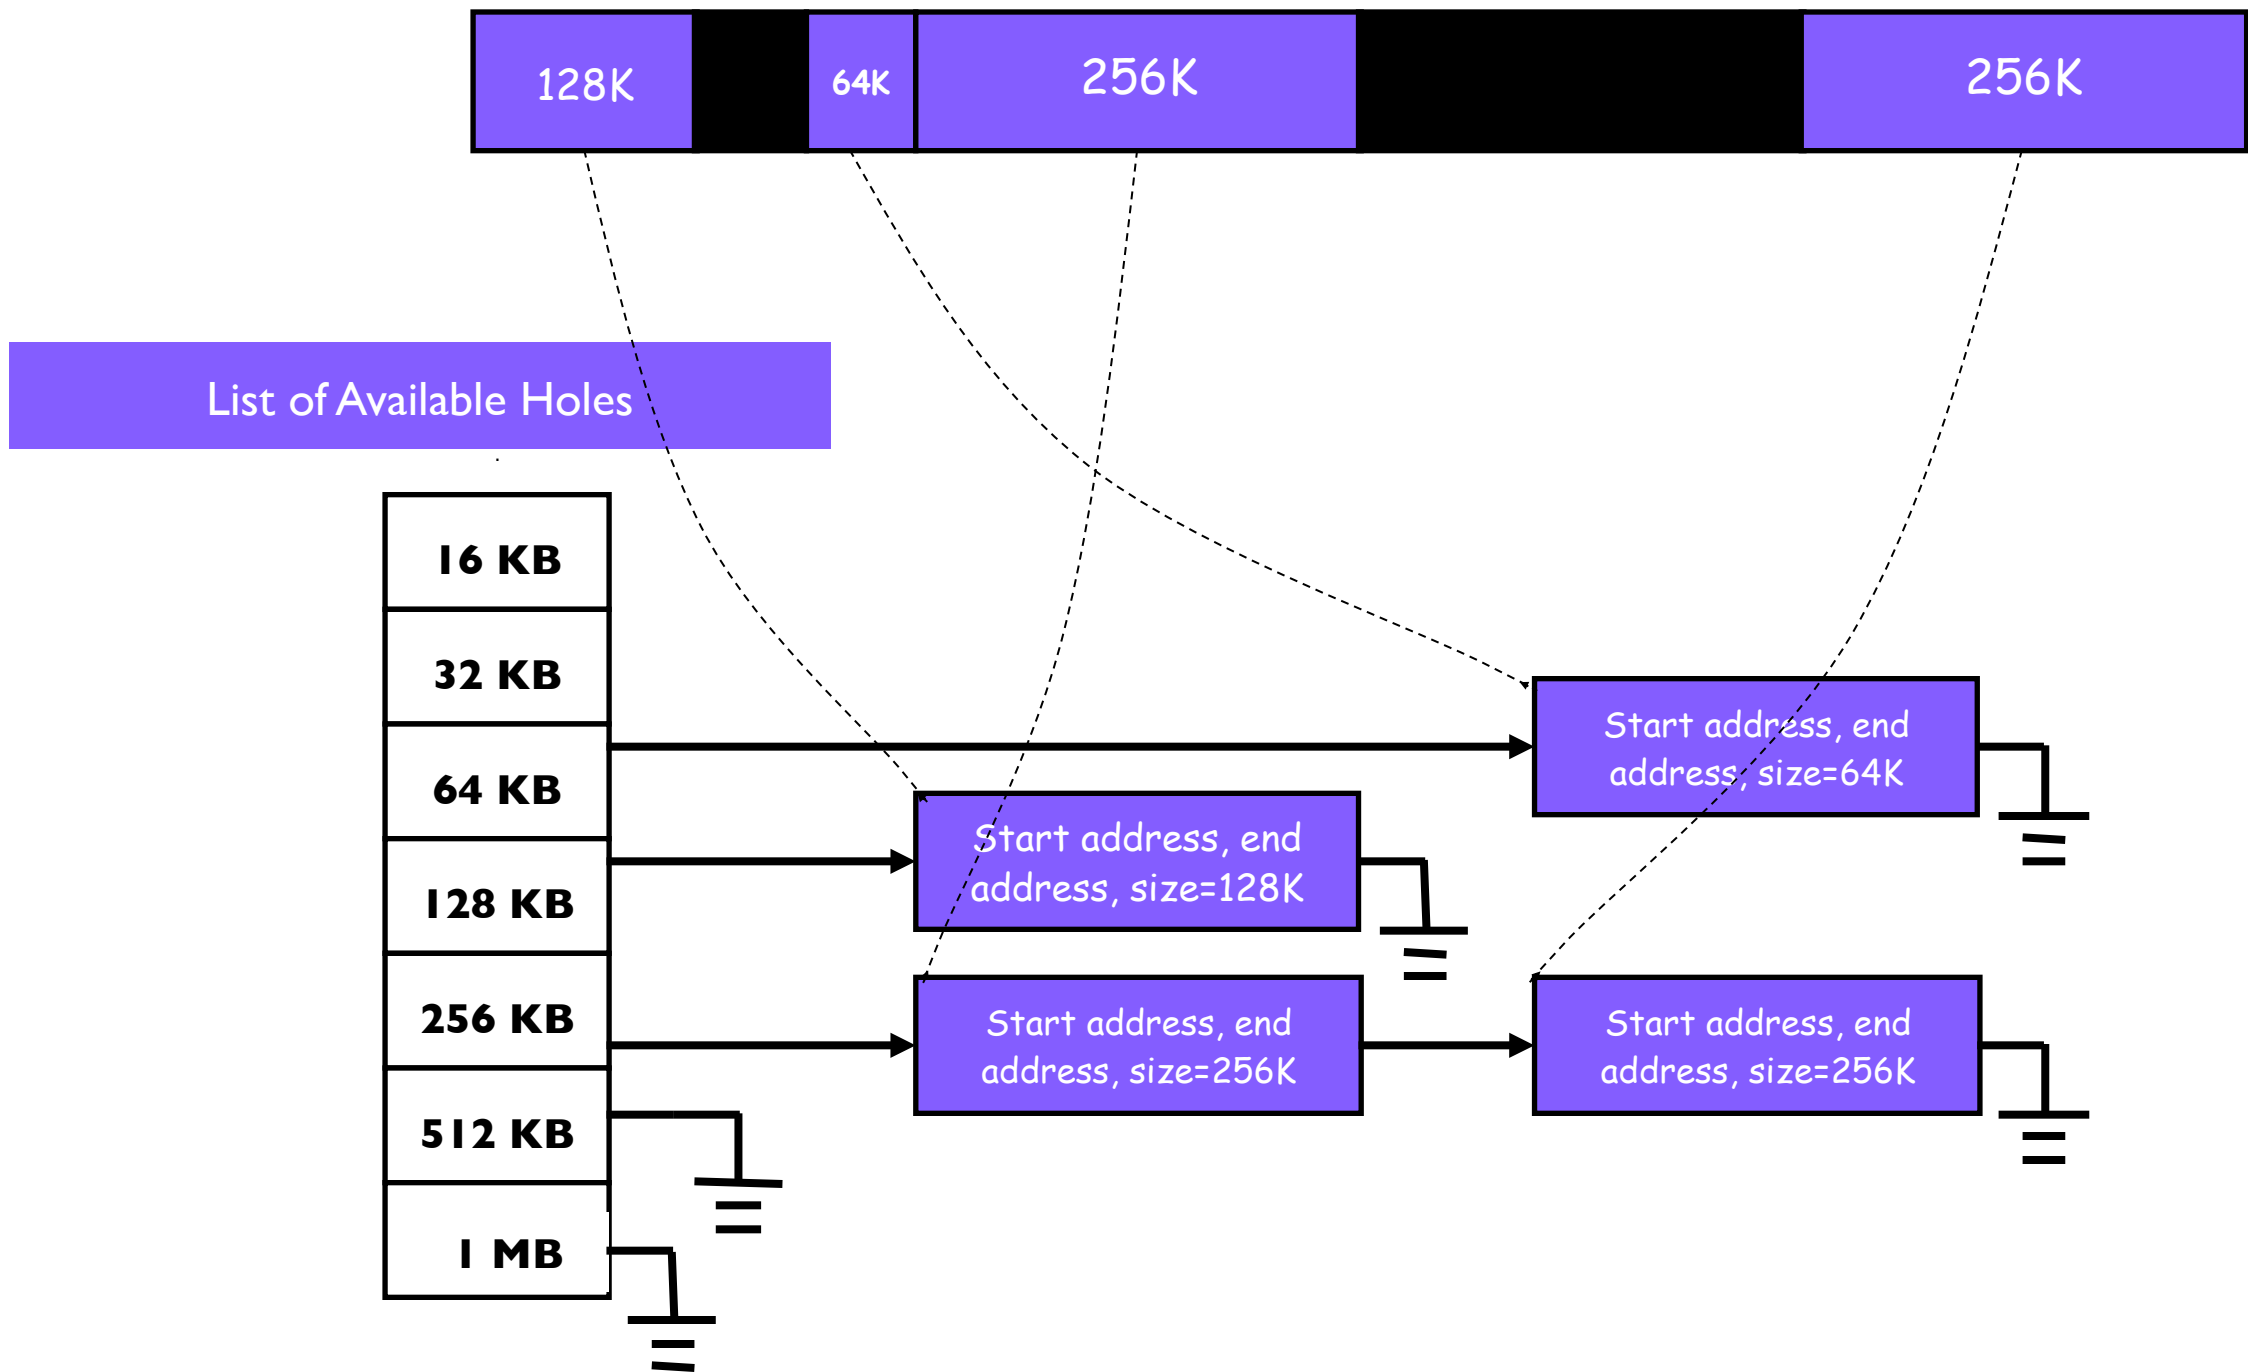 128K
64K
256K
256K
List of Available Holes
16 KB
32 KB
64 KB
128 KB
256 KB
512 KB
1 MB
Start address, end
address, size=64K
Start address, end
address, size=128K
Start address, end
address, size=256K
Start address, end
address, size=256K